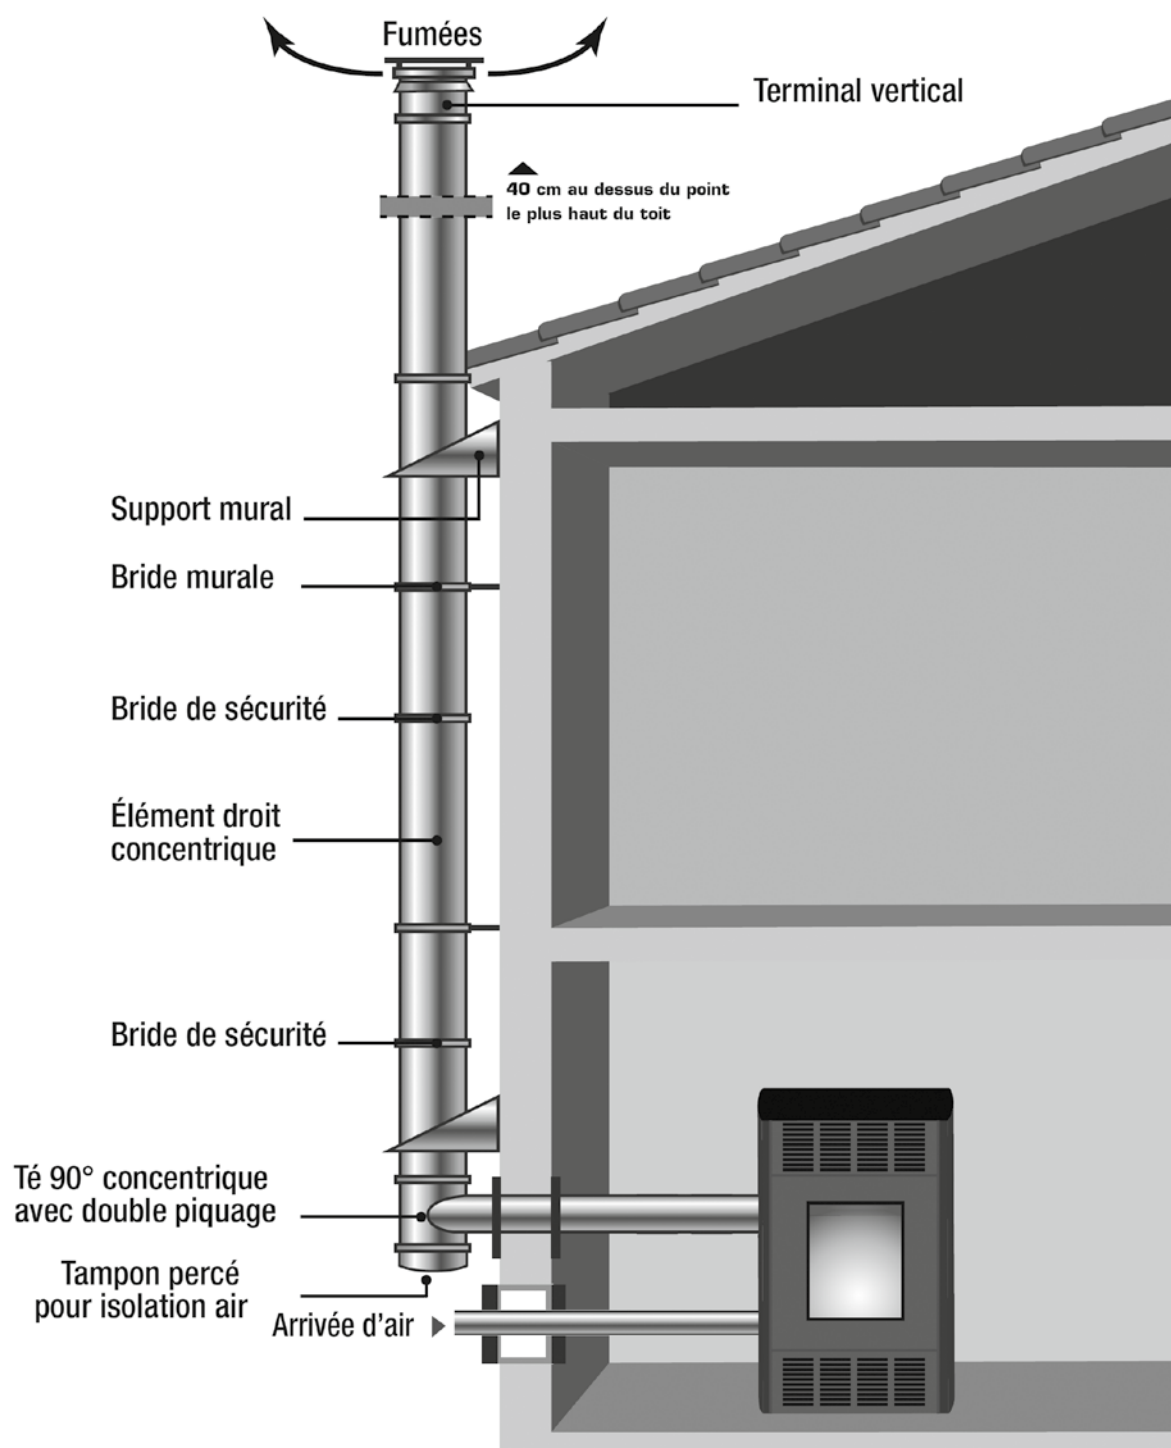 Fumées
Terminal vertical
40 cm au dessus du point
le plus haut du toit
Support mural
Bride murale
Bride de sécurité
Élément droit
concentrique
Bride de sécurité
Té 90° concentrique
avec double piquage
Tampon percé
pour isolation air
Arrivée d'air